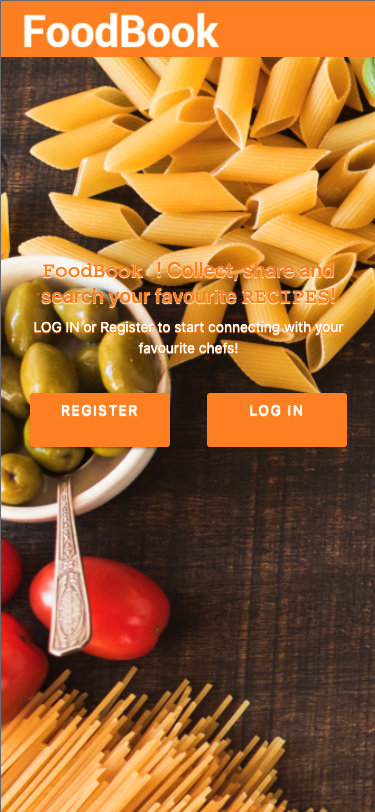 FoodBook
FoodBook ! Collect, share and
search your favourite RECIPES!
LOG IN or Register to start connecting with your
favourite chefs!
REGISTER
LOG IN